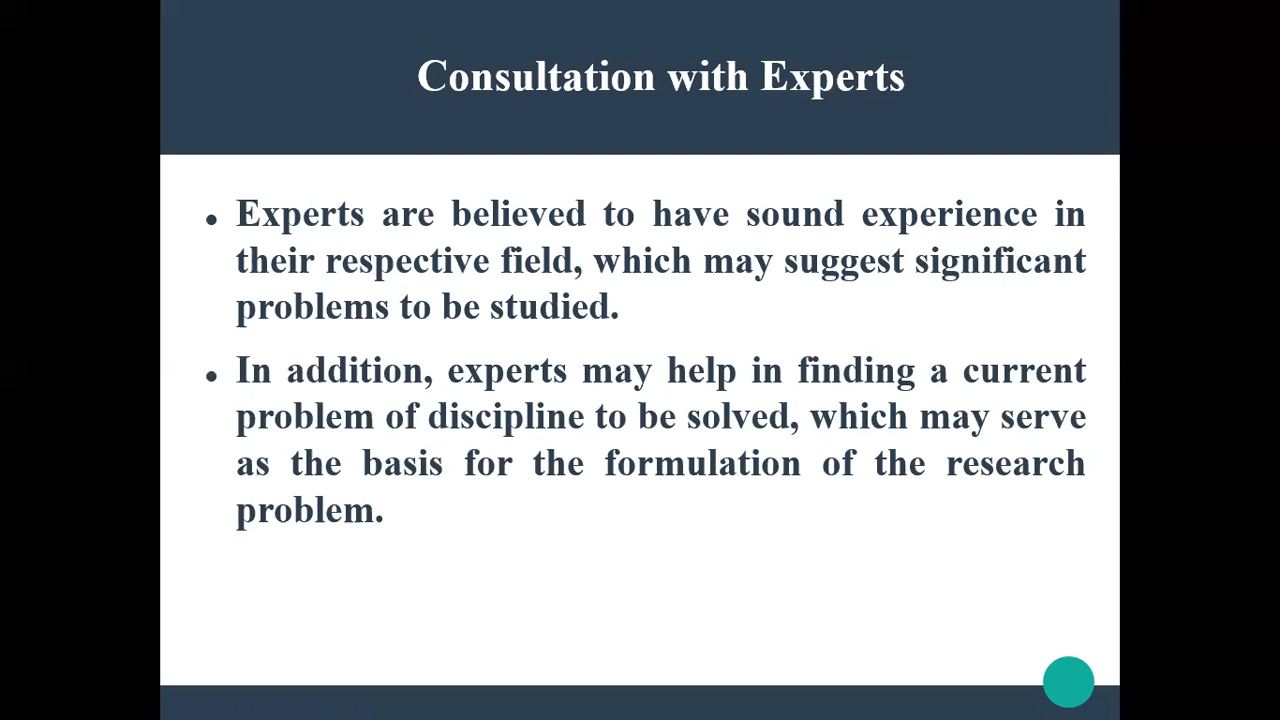 Consultation with Experts
• Experts are believed to have sound experience in
their respective field, which may suggest significant
problems to be studied.
• In addition, experts may help in finding a current
problem of discipline to be solved, which may serve
as the basis for the formulation of the research
problem.